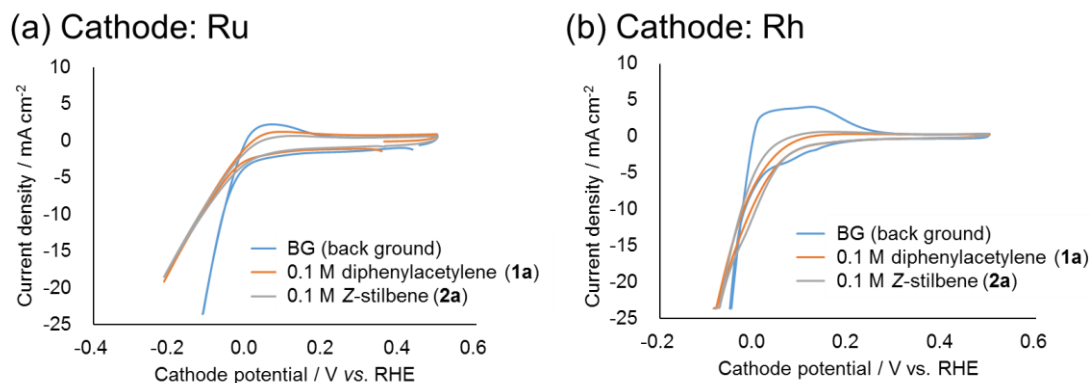 (a) Cathode: Ru
10
5
0
-5
-10
-15
-20
-25
-0.4
-0.2
0.0
0.2
0.4
0.6
Current density / mA cm⁻²
Cathode potential / V vs. RHE
BG (back ground)
0.1 M diphenylacetylene (1a)
0.1 M Z-stilbene (2a)
(b) Cathode: Rh
10
5
0
-5
-10
-15
-20
-25
-0.2
0.0
0.2
0.4
0.6
Current density / mA cm⁻²
Cathode potential / V vs. RHE
BG (back ground)
0.1 M diphenylacetylene (1a)
0.1 M Z-stilbene (2a)